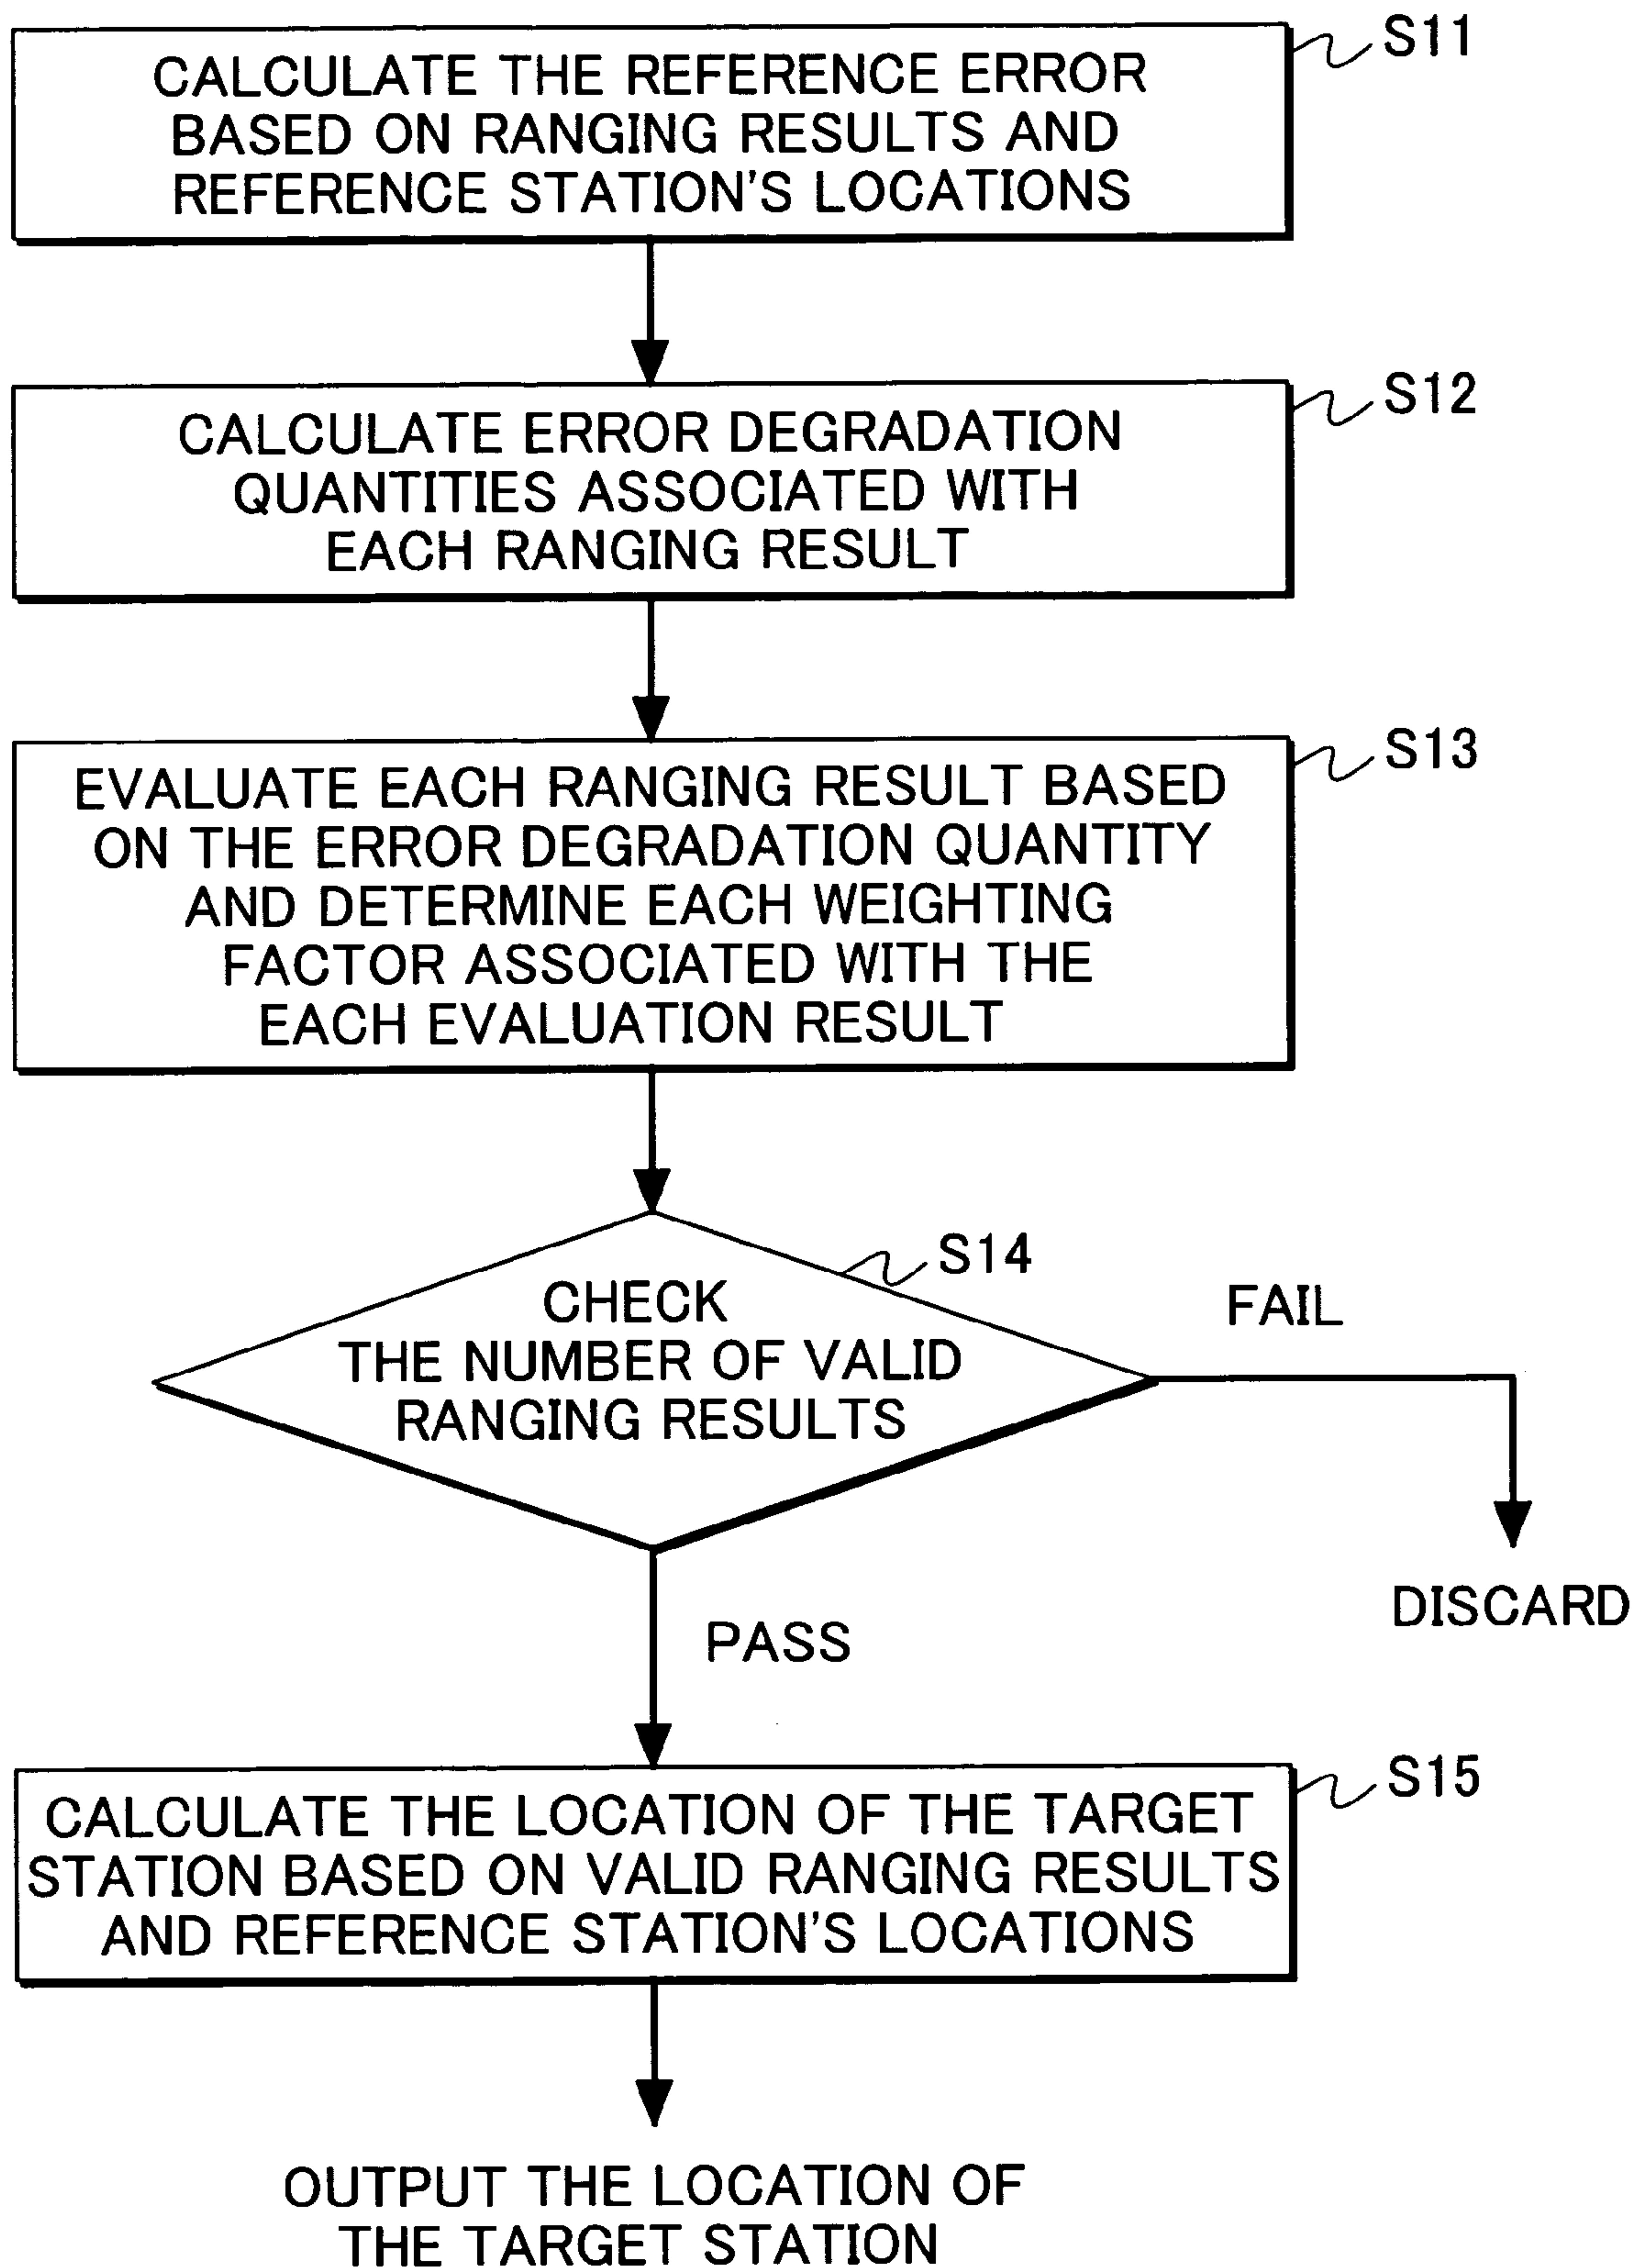 S11
CALCULATE THE REFERENCE ERROR
BASED ON RANGING RESULTS AND
REFERENCE STATION'S LOCATIONS
S12
CALCULATE ERROR DEGRADATION
QUANTITIES ASSOCIATED WITH
EACH RANGING RESULT
S13
EVALUATE EACH RANGING RESULT BASED
ON THE ERROR DEGRADATION QUANTITY
AND DETERMINE EACH WEIGHTING
FACTOR ASSOCIATED WITH THE
EACH EVALUATION RESULT
S14
CHECK
THE NUMBER OF VALID
RANGING RESULTS
FAIL
DISCARD
PASS
S15
CALCULATE THE LOCATION OF THE TARGET
STATION BASED ON VALID RANGING RESULTS
AND REFERENCE STATION'S LOCATIONS
OUTPUT THE LOCATION OF
THE TARGET STATION